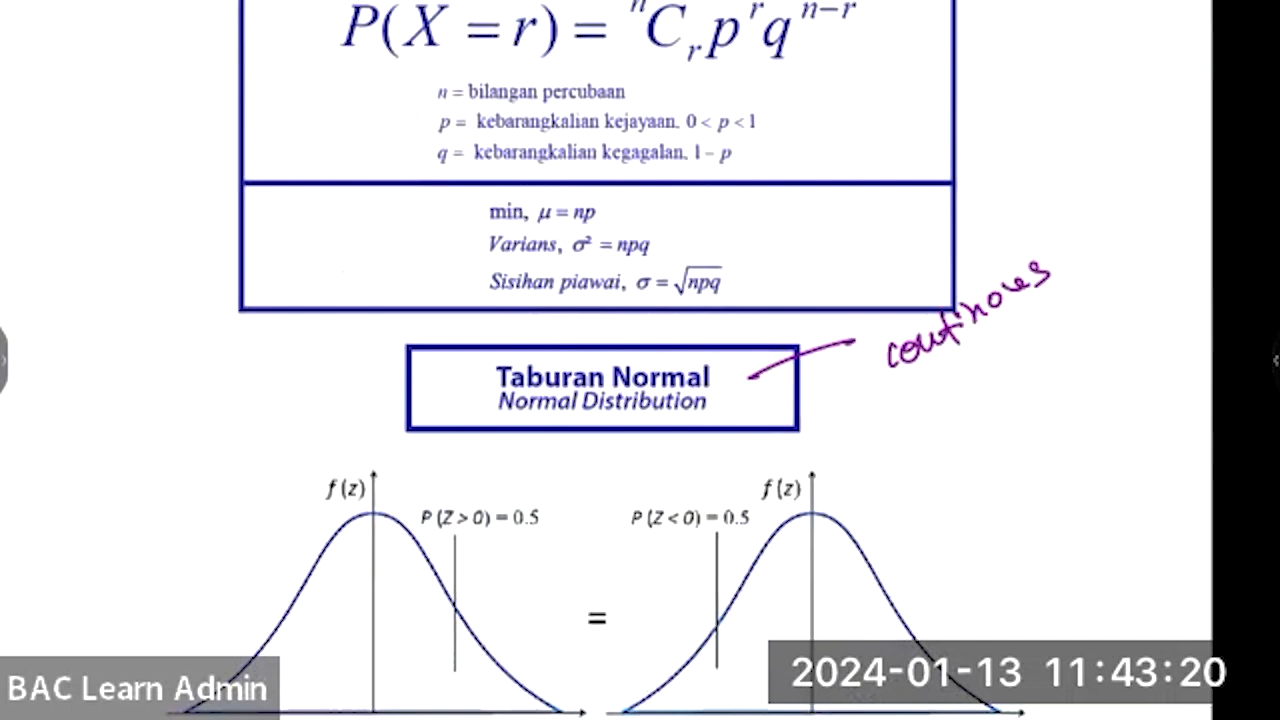 P(X = r) = ⁿCᵣ pʳ qⁿ⁻ʳ
n = bilangan percubaan
p = kebarangkalian kejayaan, 0 < p < 1
q = kebarangkalian kegagalan, 1 – p
min, μ = np
Varians, σ² = npq
Sisihan piawai, σ = √npq
continous
Taburan Normal
Normal Distribution
f(z)
P (Z > 0) = 0.5
=
P (Z < 0) = 0.5
f(z)
BAC Learn Admin
2024-01-13 11:43:20